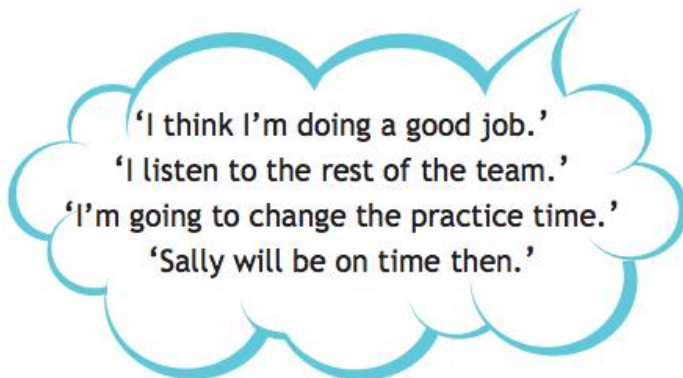 ‘I think I’m doing a good job.’
‘I listen to the rest of the team.’
‘I’m going to change the practice time.’
‘Sally will be on time then.’